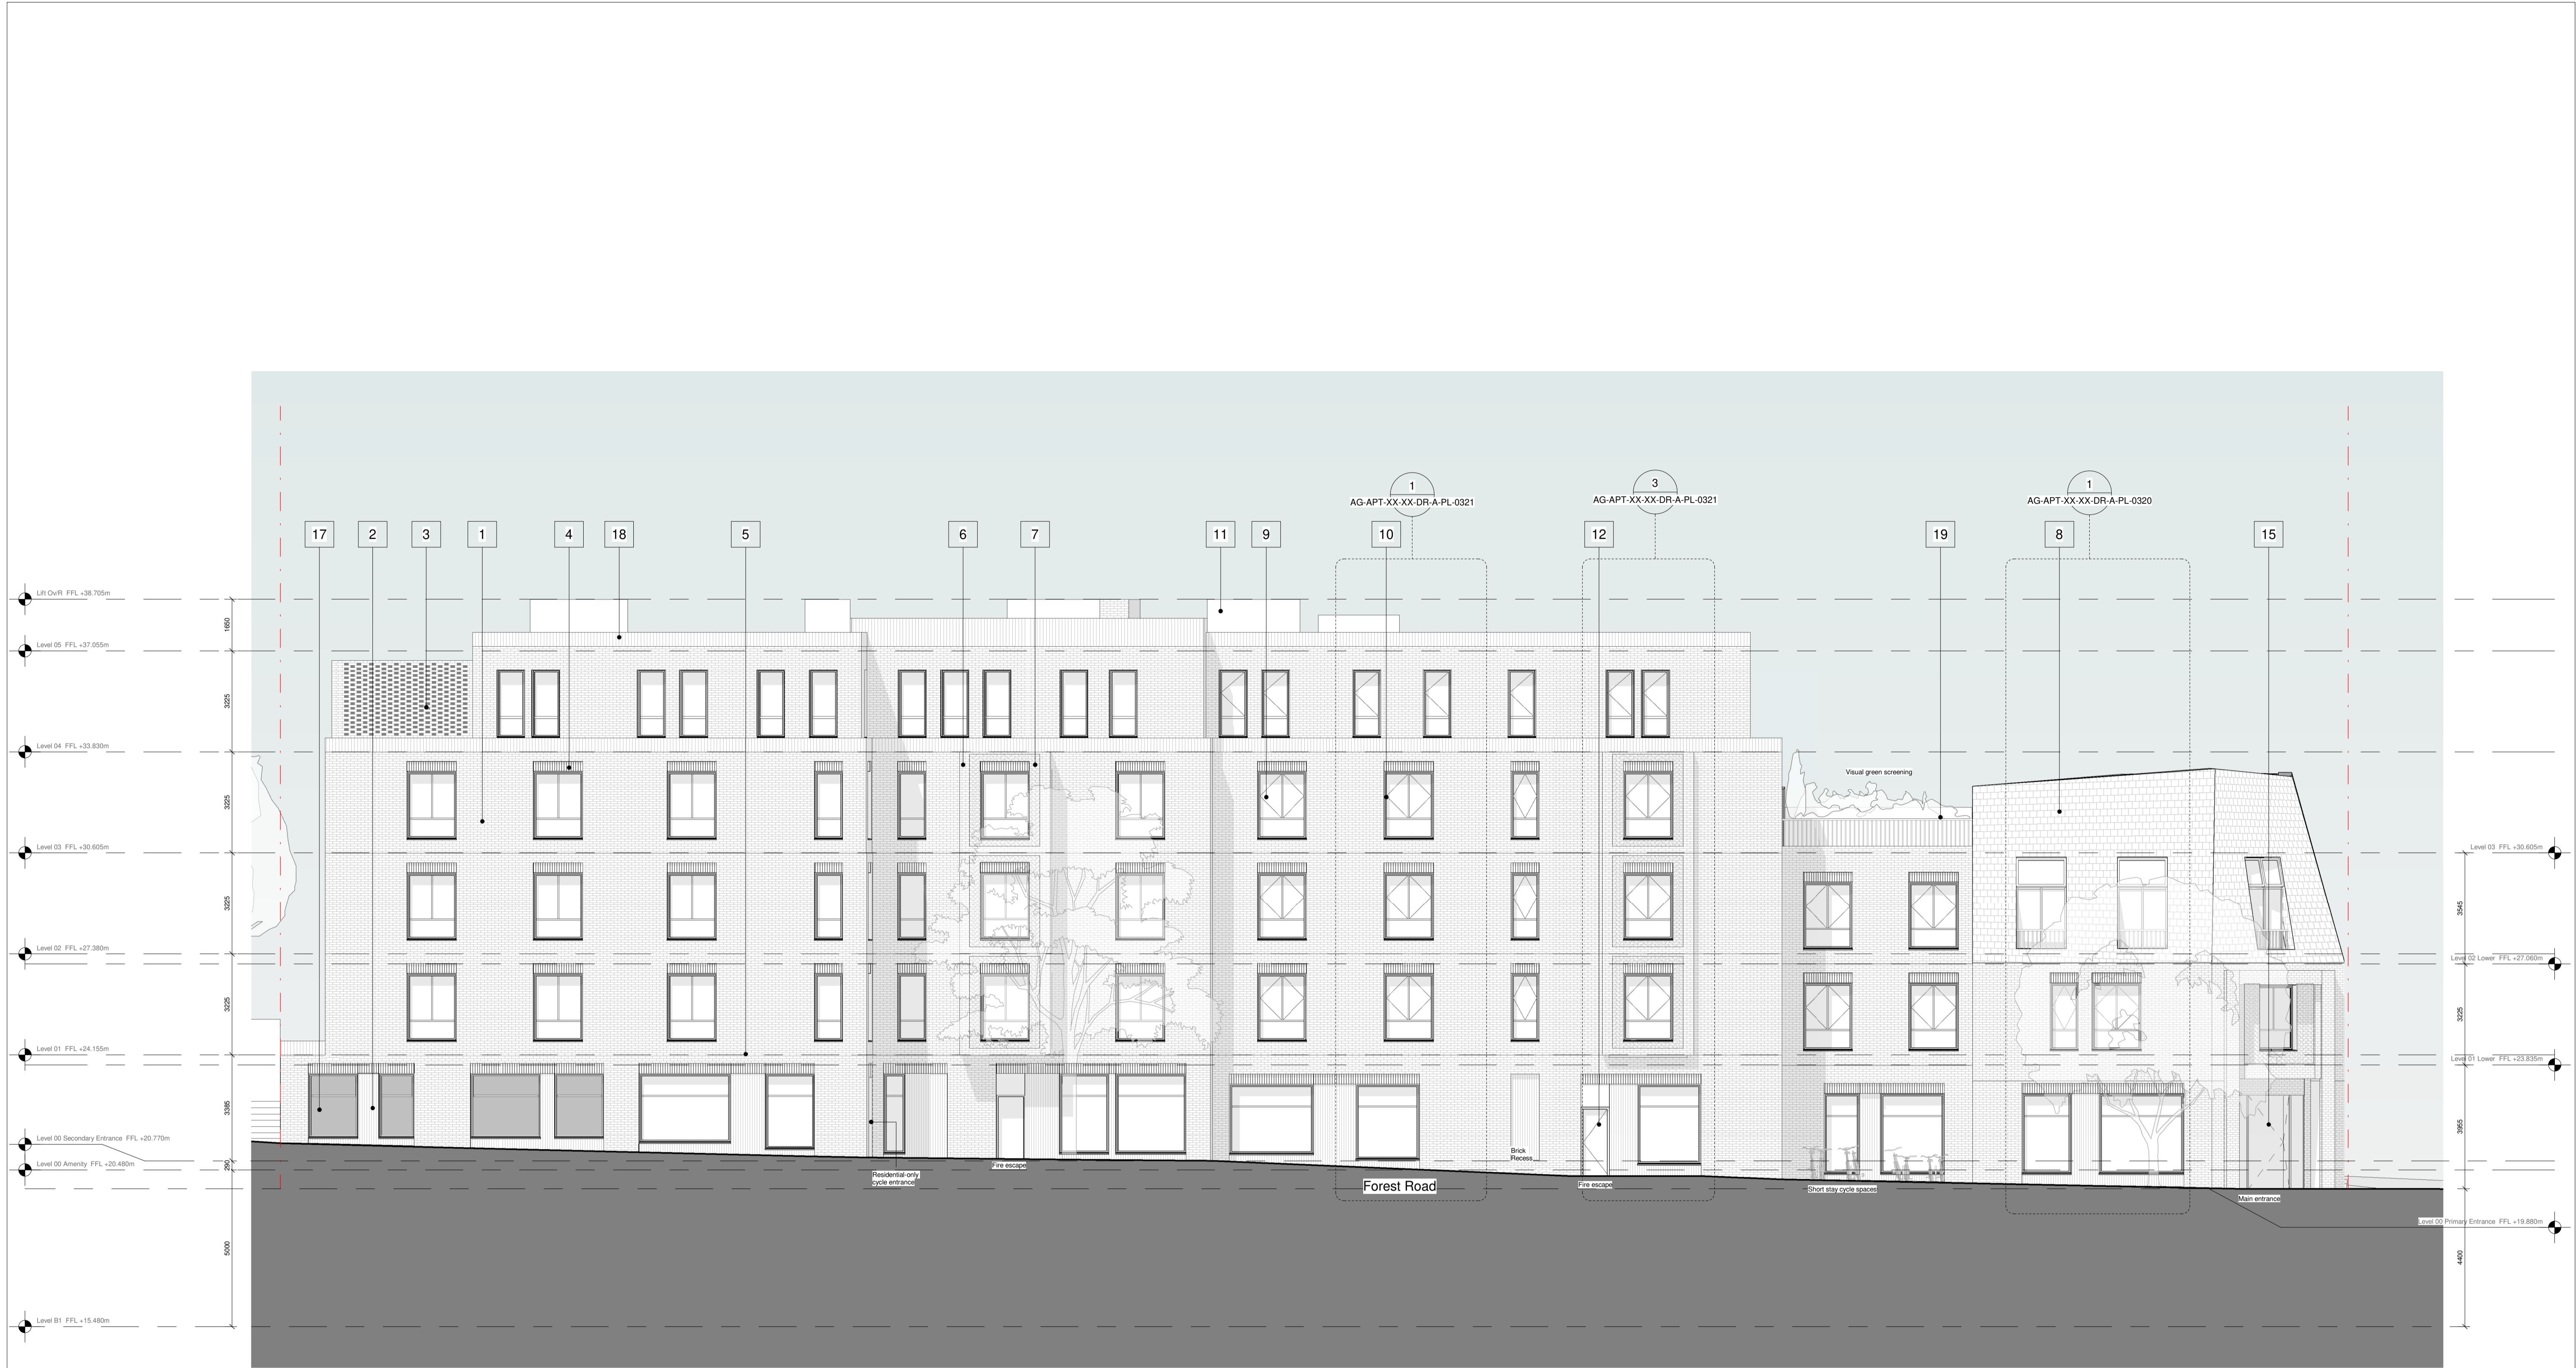 1
AG-APT-XX-XX-DR-A-PL-0321
3
AG-APT-XX-XX-DR-A-PL-0321
1
AG-APT-XX-XX-DR-A-PL-0320
17
2
3
1
4
18
5
6
7
11
9
10
12
19
8
15
Lift Ov/R FFL +38.705m
1650
Level 05 FFL +37.055m
3225
Level 04 FFL +33.830m
3225
Level 03 FFL +30.605m
3225
Level 02 FFL +27.380m
3225
Level 01 FFL +24.155m
3385
Level 00 Secondary Entrance FFL +20.770m
290
Level 00 Amenity FFL +20.480m
5000
Level B1 FFL +15.480m
Visual green screening
Residential-only
cycle entrance
Fire escape
Forest Road
Brick
Recess
Fire escape
Short stay cycle spaces
Main entrance
Level 03 FFL +30.605m
3545
Level 02 Lower FFL +27.060m
3225
Level 01 Lower FFL +23.835m
3955
Level 00 Primary Entrance FFL +19.880m
4400